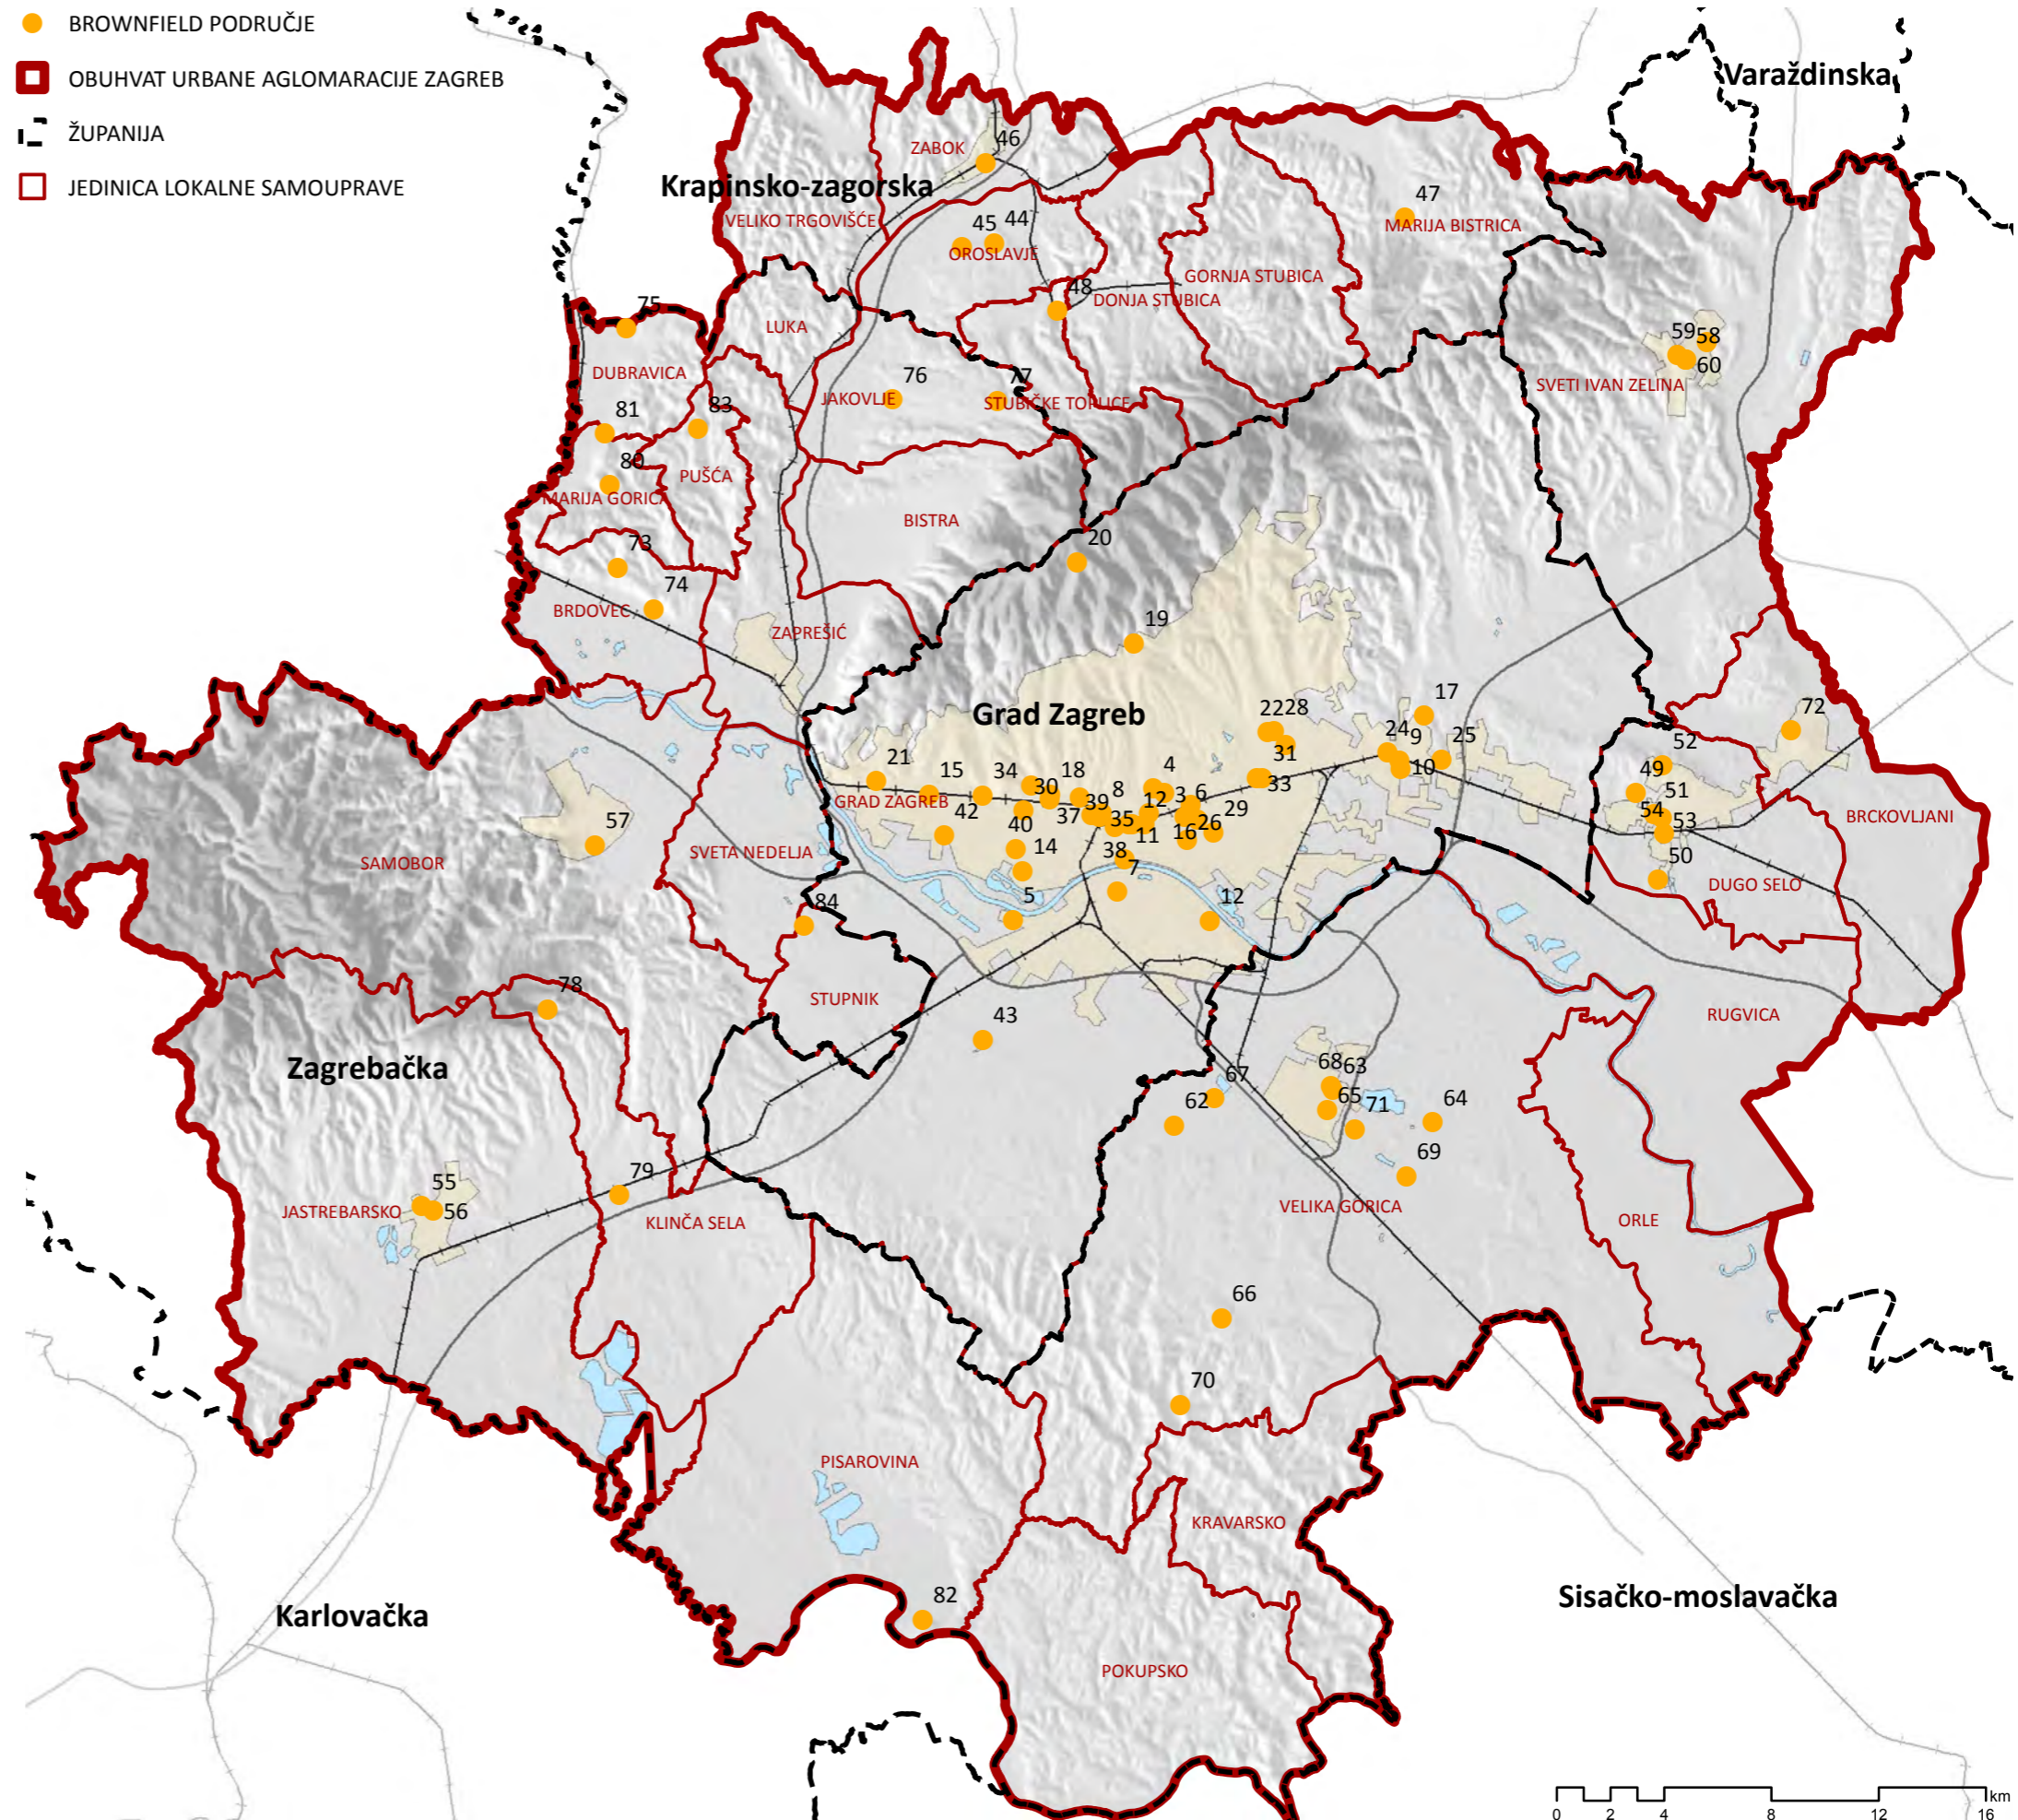 BROWNFIELD PODRUČJE
OBUHVAT URBANE AGLOMARACIJE ZAGREB
ŽUPANIJA
JEDINICA LOKALNE SAMOUPRAVE
Varaždinska
46
ZABOK
Krapinsko-zagorska
47
VELIKO TRGOVIŠĆE
45 44
MARIJA BISTRICA
OROSLAVJE
GORNJA STUBICA
48
DONJA STUBICA
75
LUKA
59 58
60
DUBRAVICA
76
77
SVETI IVAN ZELINA
JAKOVLJE
STUBIČKE TOPLICE
81
83
80
PUŠĆA
MARIJA GORICA
BISTRA
20
73
74
BRDOVEC
19
ZAPREŠIĆ
17
72
Grad Zagreb
22 28
24 9
25
52
31
10
49
21
15
34
18
4
33
51
30
8
3 6
GRAD ZAGREB
39
12
29
54
BRCKOVLJANI
42
37
35
26
53
57
40
11
16
SAMOBOR
SVETA NEDELJA
14
38
50
7
DUGO SELO
84
5
12
78
STUPNIK
43
RUGVICA
Zagrebačka
68 63
67
65
71
64
62
69
79
55
JASTREBARSKO
56
KLINČA SELA
VELIKA GORICA
ORLE
66
70
PISAROVINA
KRAVARSKO
82
Sisačko-moslavačka
Karlovačka
POKUPSKO
km
0 2 4 8 12 16